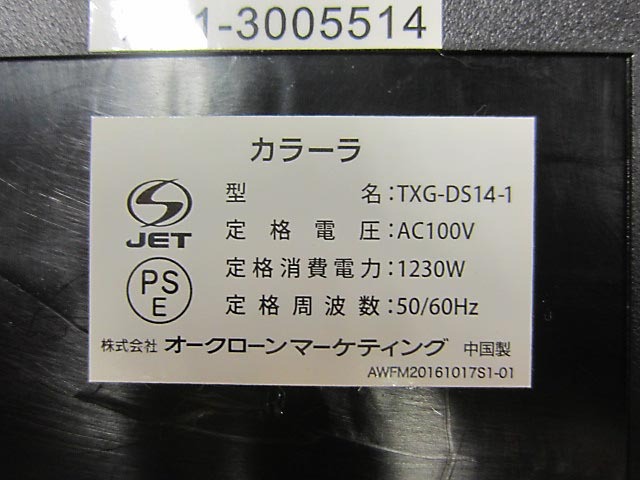 1-3005514
カラーラ
JET
PS
E
型 名:TXG-DS14-1
定格電圧:AC100V
定格消費電力:1230W
定格周波数:50/60Hz
株式会社 オークローンマーケティング 中国製
AWFM20161017S1-01